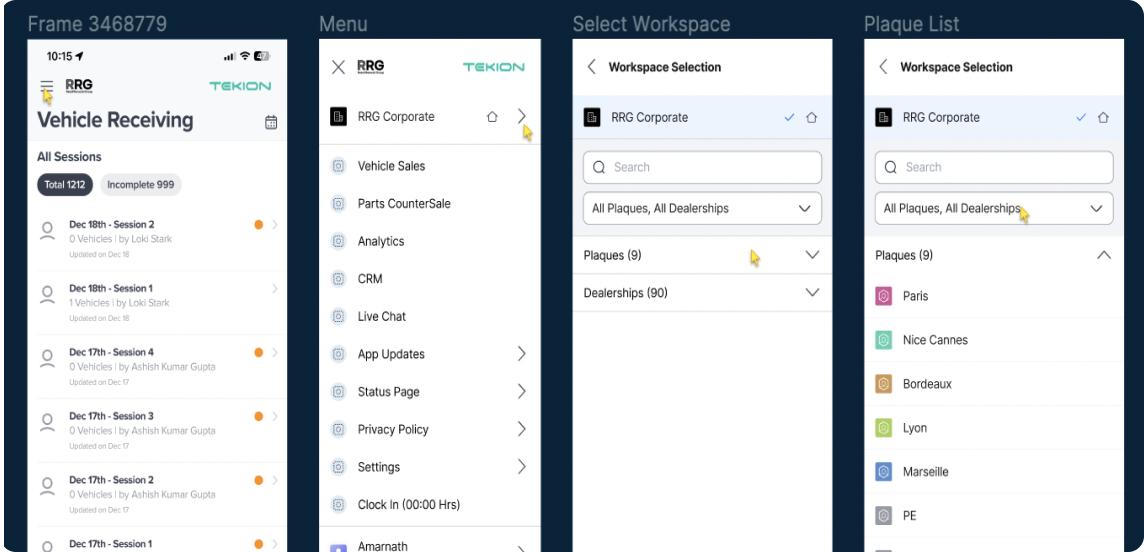 Frame 3468779
10:15
47
RRG
TEKION
Vehicle Receiving
All Sessions
Total 1212
Incomplete 999
Dec 18th - Session 2
0 Vehicles | by Loki Stark
Updated on Dec 18
Dec 18th - Session 1
1 Vehicles | by Loki Stark
Updated on Dec 18
Dec 17th - Session 4
0 Vehicles | by Ashish Kumar Gupta
Updated on Dec 17
Dec 17th - Session 3
0 Vehicles | by Ashish Kumar Gupta
Updated on Dec 17
Dec 17th - Session 2
0 Vehicles | by Ashish Kumar Gupta
Updated on Dec 17
Dec 17th - Session 1
Menu
RRG
TEKION
RRG Corporate
Vehicle Sales
Parts CounterSale
Analytics
CRM
Live Chat
App Updates
Status Page
Privacy Policy
Settings
Clock In (00:00 Hrs)
Amarnath
Select Workspace
Workspace Selection
RRG Corporate
Search
All Plaques, All Dealerships
Plaques (9)
Dealerships (90)
Plaque List
Workspace Selection
RRG Corporate
Search
All Plaques, All Dealerships
Plaques (9)
Paris
Nice Cannes
Bordeaux
Lyon
Marseille
PE